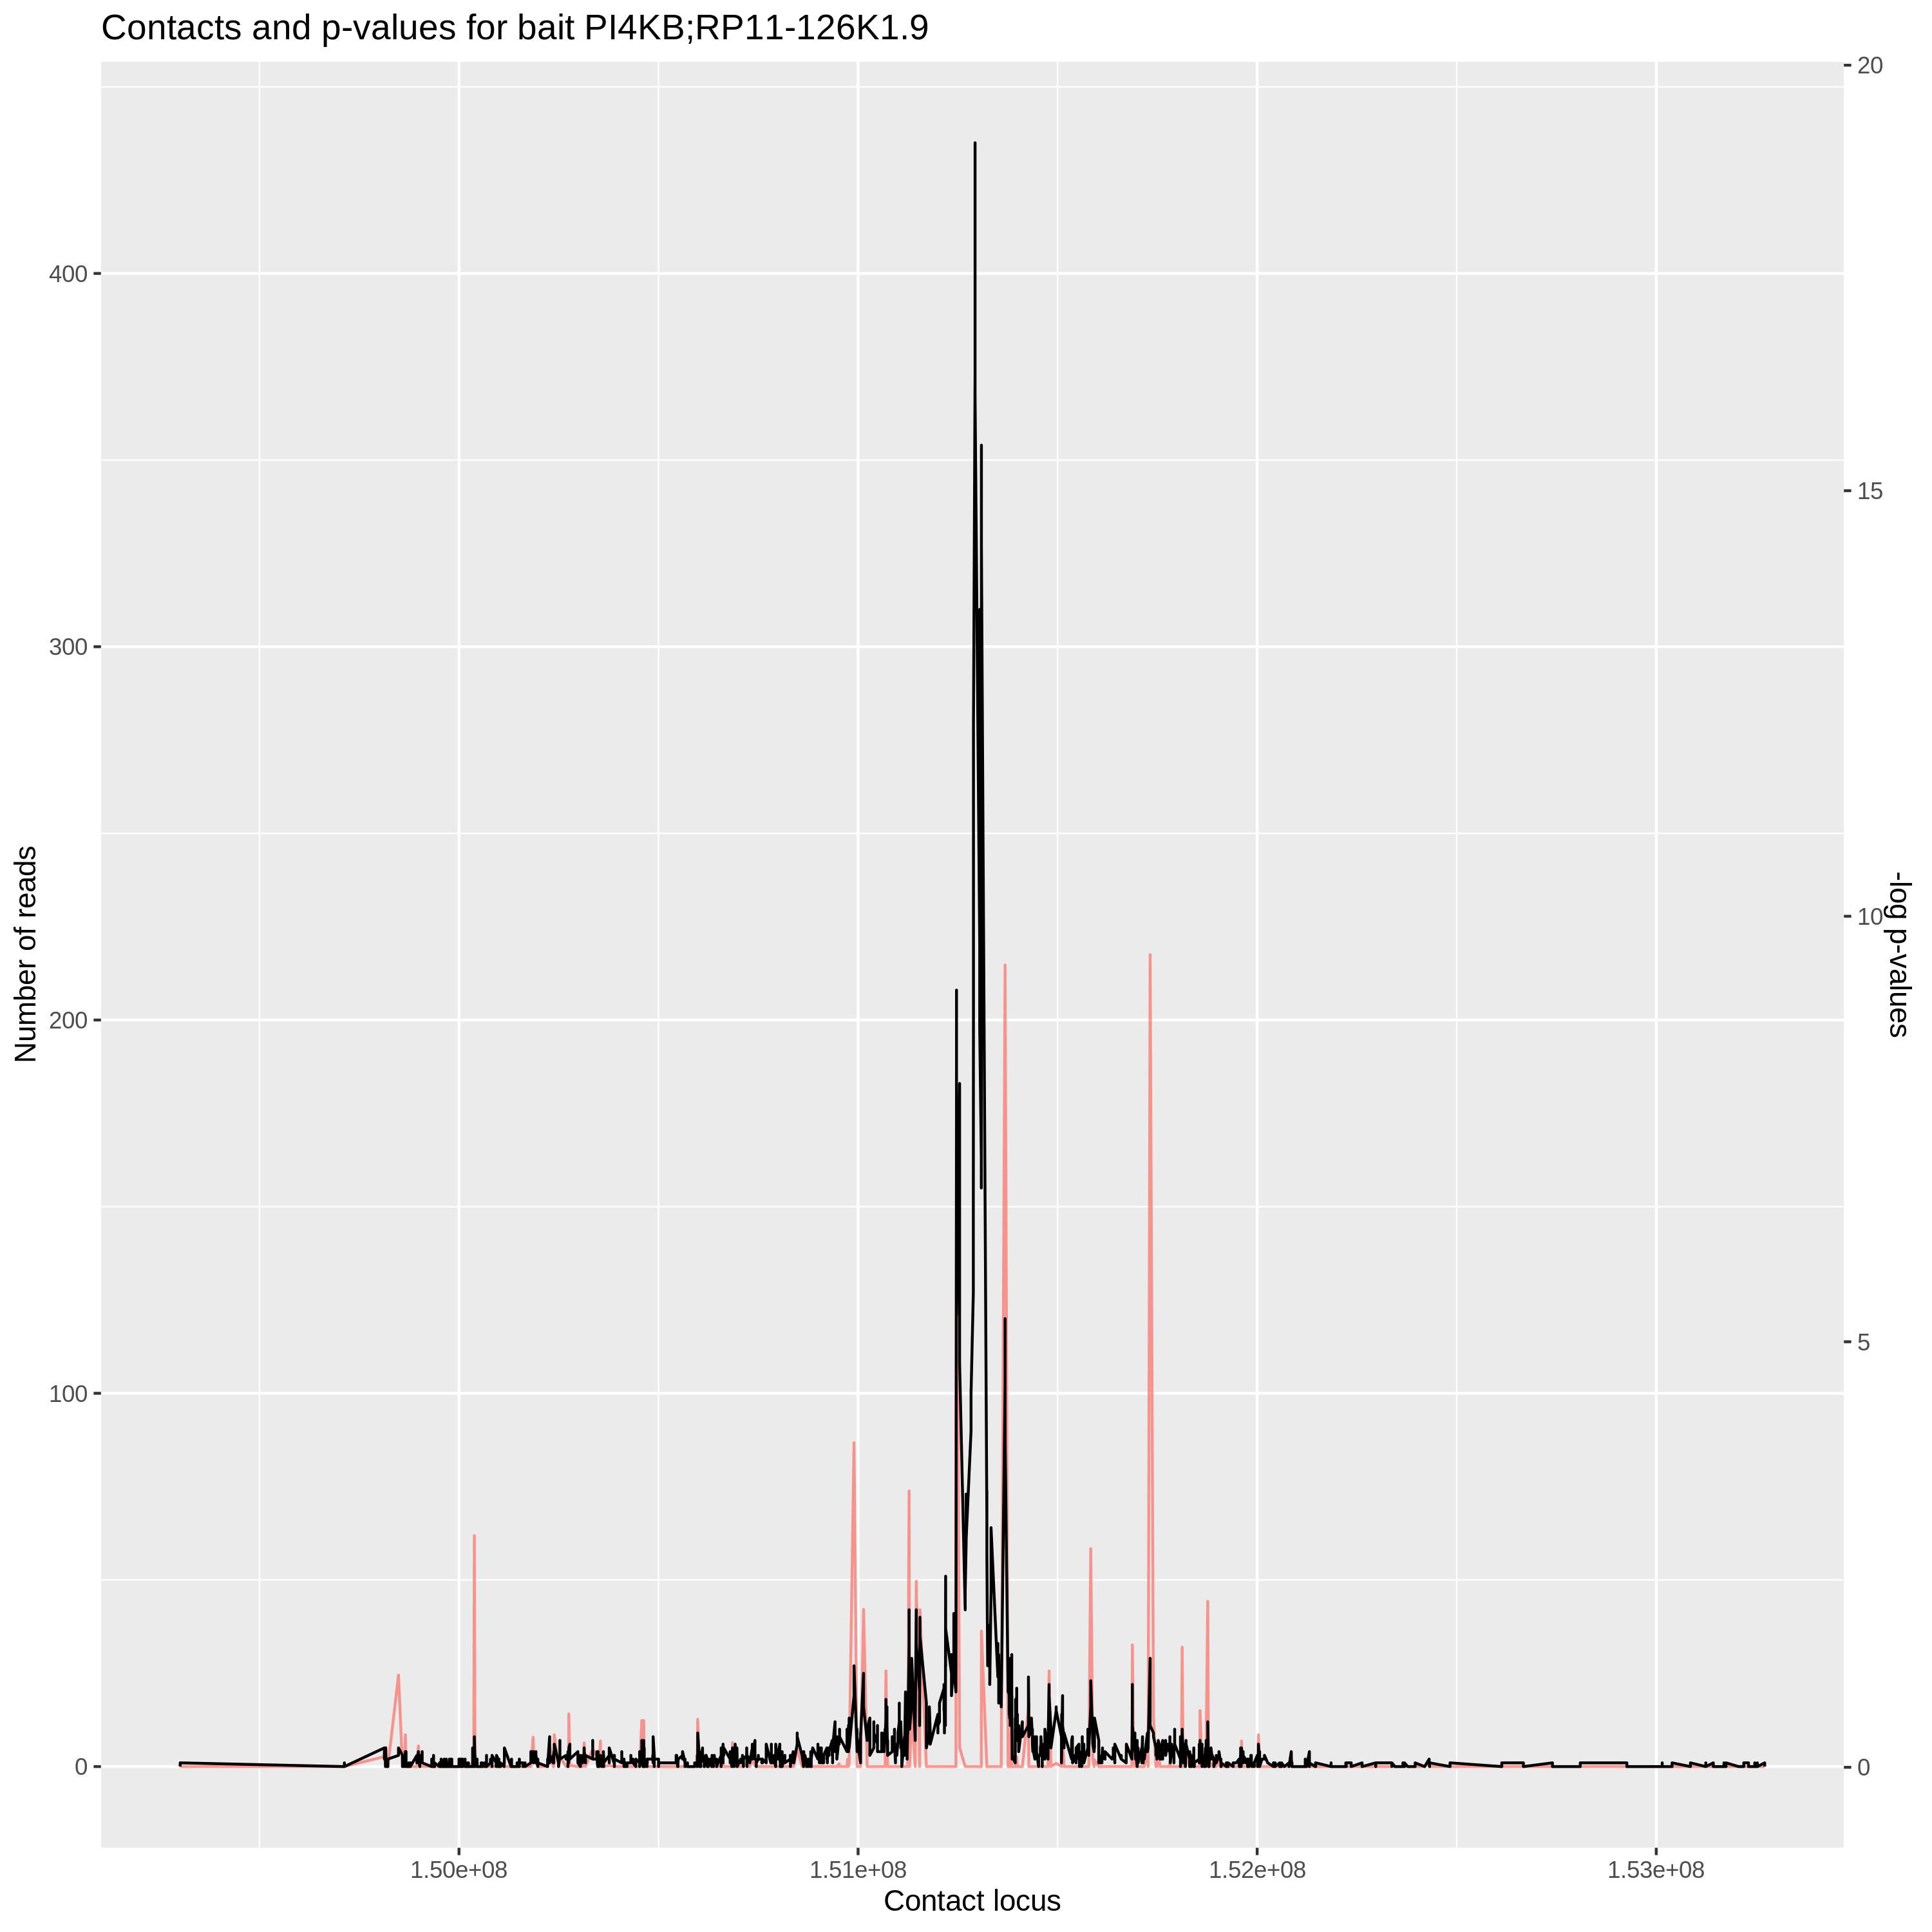 Contacts and p-values for bait PI4KB;RP11-126K1.9
Number of reads
400
300
200
100
0
20
15
10
5
0
-log p-values
1.50e+08
1.51e+08
1.52e+08
1.53e+08
Contact locus